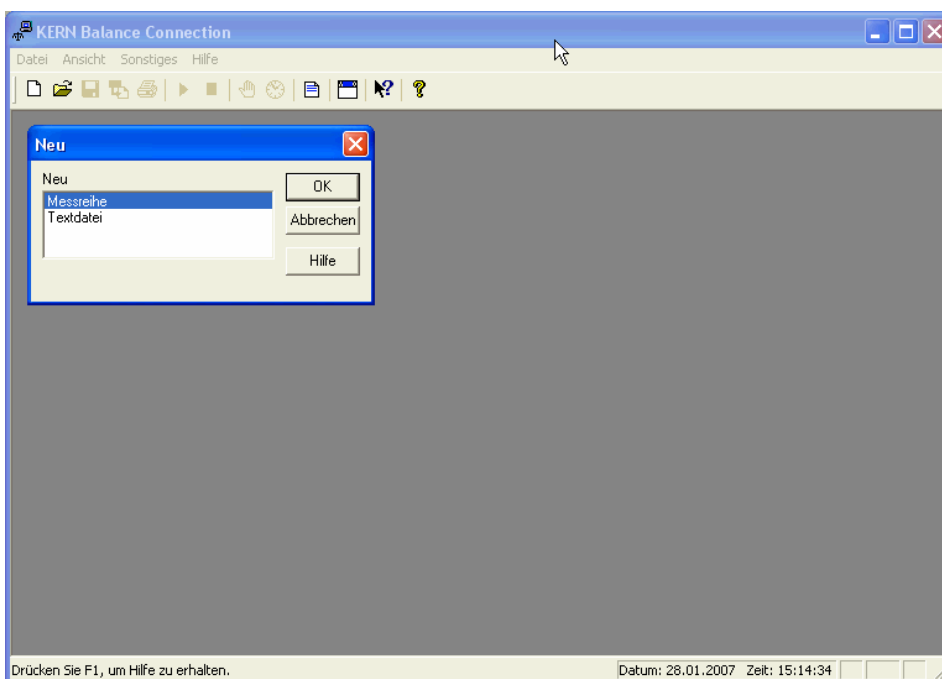 KERN Balance Connection
Datei Ansicht Sonstiges Hilfe
Neu
Neu
Messreihe
Textdatei
OK
Abbrechen
Hilfe
Drücken Sie F1, um Hilfe zu erhalten.
Datum: 28.01.2007 Zeit: 15:14:34